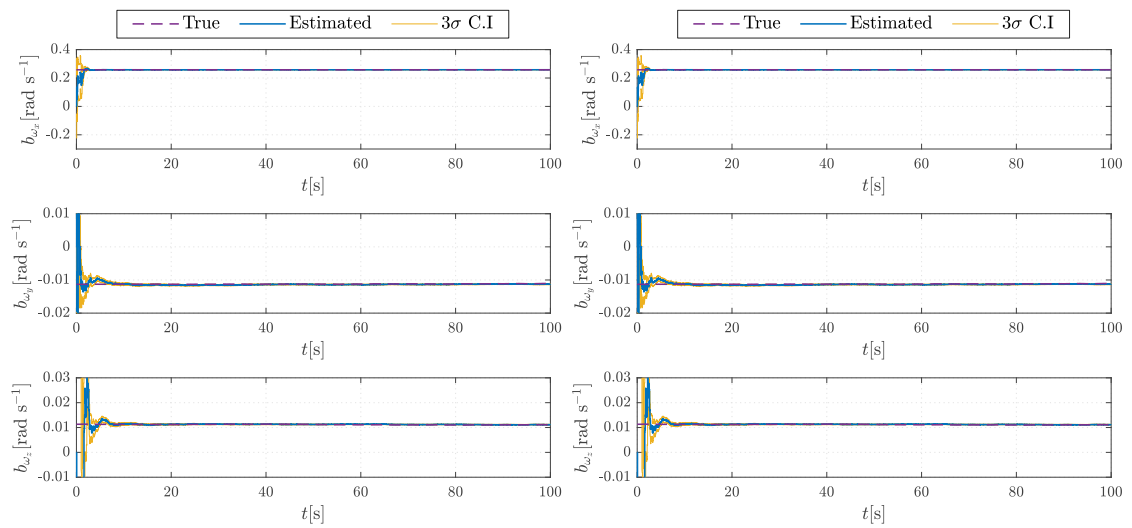 True Estimated 3σ C.I
True Estimated 3σ C.I
0.4
0.2
0
-0.2
b_{ω_x}[rad s^{−1}]
0 20 40 60 80 100
t[s]
0.4
0.2
0
-0.2
b_{ω_x}[rad s^{−1}]
0 20 40 60 80 100
t[s]
0.01
0
-0.01
-0.02
b_{ω_y}[rad s^{−1}]
0 20 40 60 80 100
t[s]
0.01
0
-0.01
-0.02
b_{ω_y}[rad s^{−1}]
0 20 40 60 80 100
t[s]
0.03
0.02
0.01
0
-0.01
b_{ω_z}[rad s^{−1}]
0 20 40 60 80 100
t[s]
0.03
0.02
0.01
0
-0.01
b_{ω_z}[rad s^{−1}]
0 20 40 60 80 100
t[s]